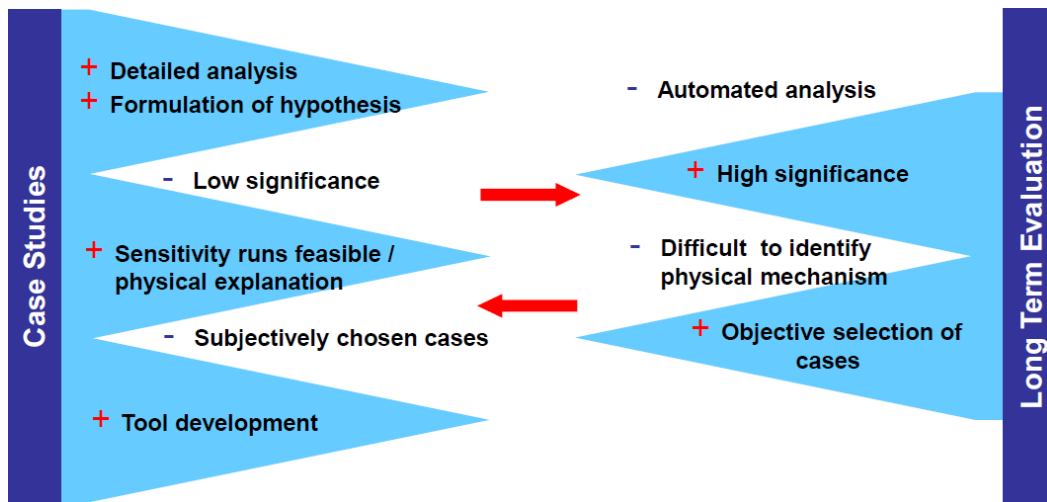 Case Studies
+ Detailed analysis
+ Formulation of hypothesis
- Low significance
+ Sensitivity runs feasible /
physical explanation
- Subjectively chosen cases
+ Tool development
- Automated analysis
+ High significance
- Difficult to identify
physical mechanism
+ Objective selection of
cases
Long Term Evaluation